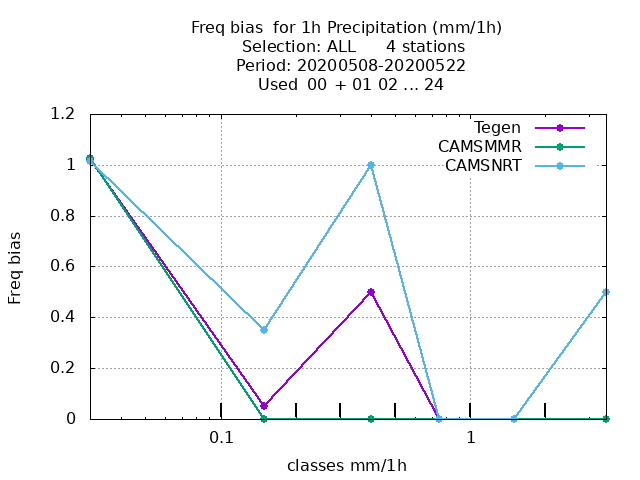 Freq bias  for 1h Precipitation (mm/1h)
Selection: ALL      4 stations
Period: 20200508-20200522
Used  00  + 01 02 ... 24
Tegen
CAMSMMR
CAMSNRT
1.2
1
0.8
0.6
0.4
0.2
0
Freq bias
0.1 1
classes mm/1h